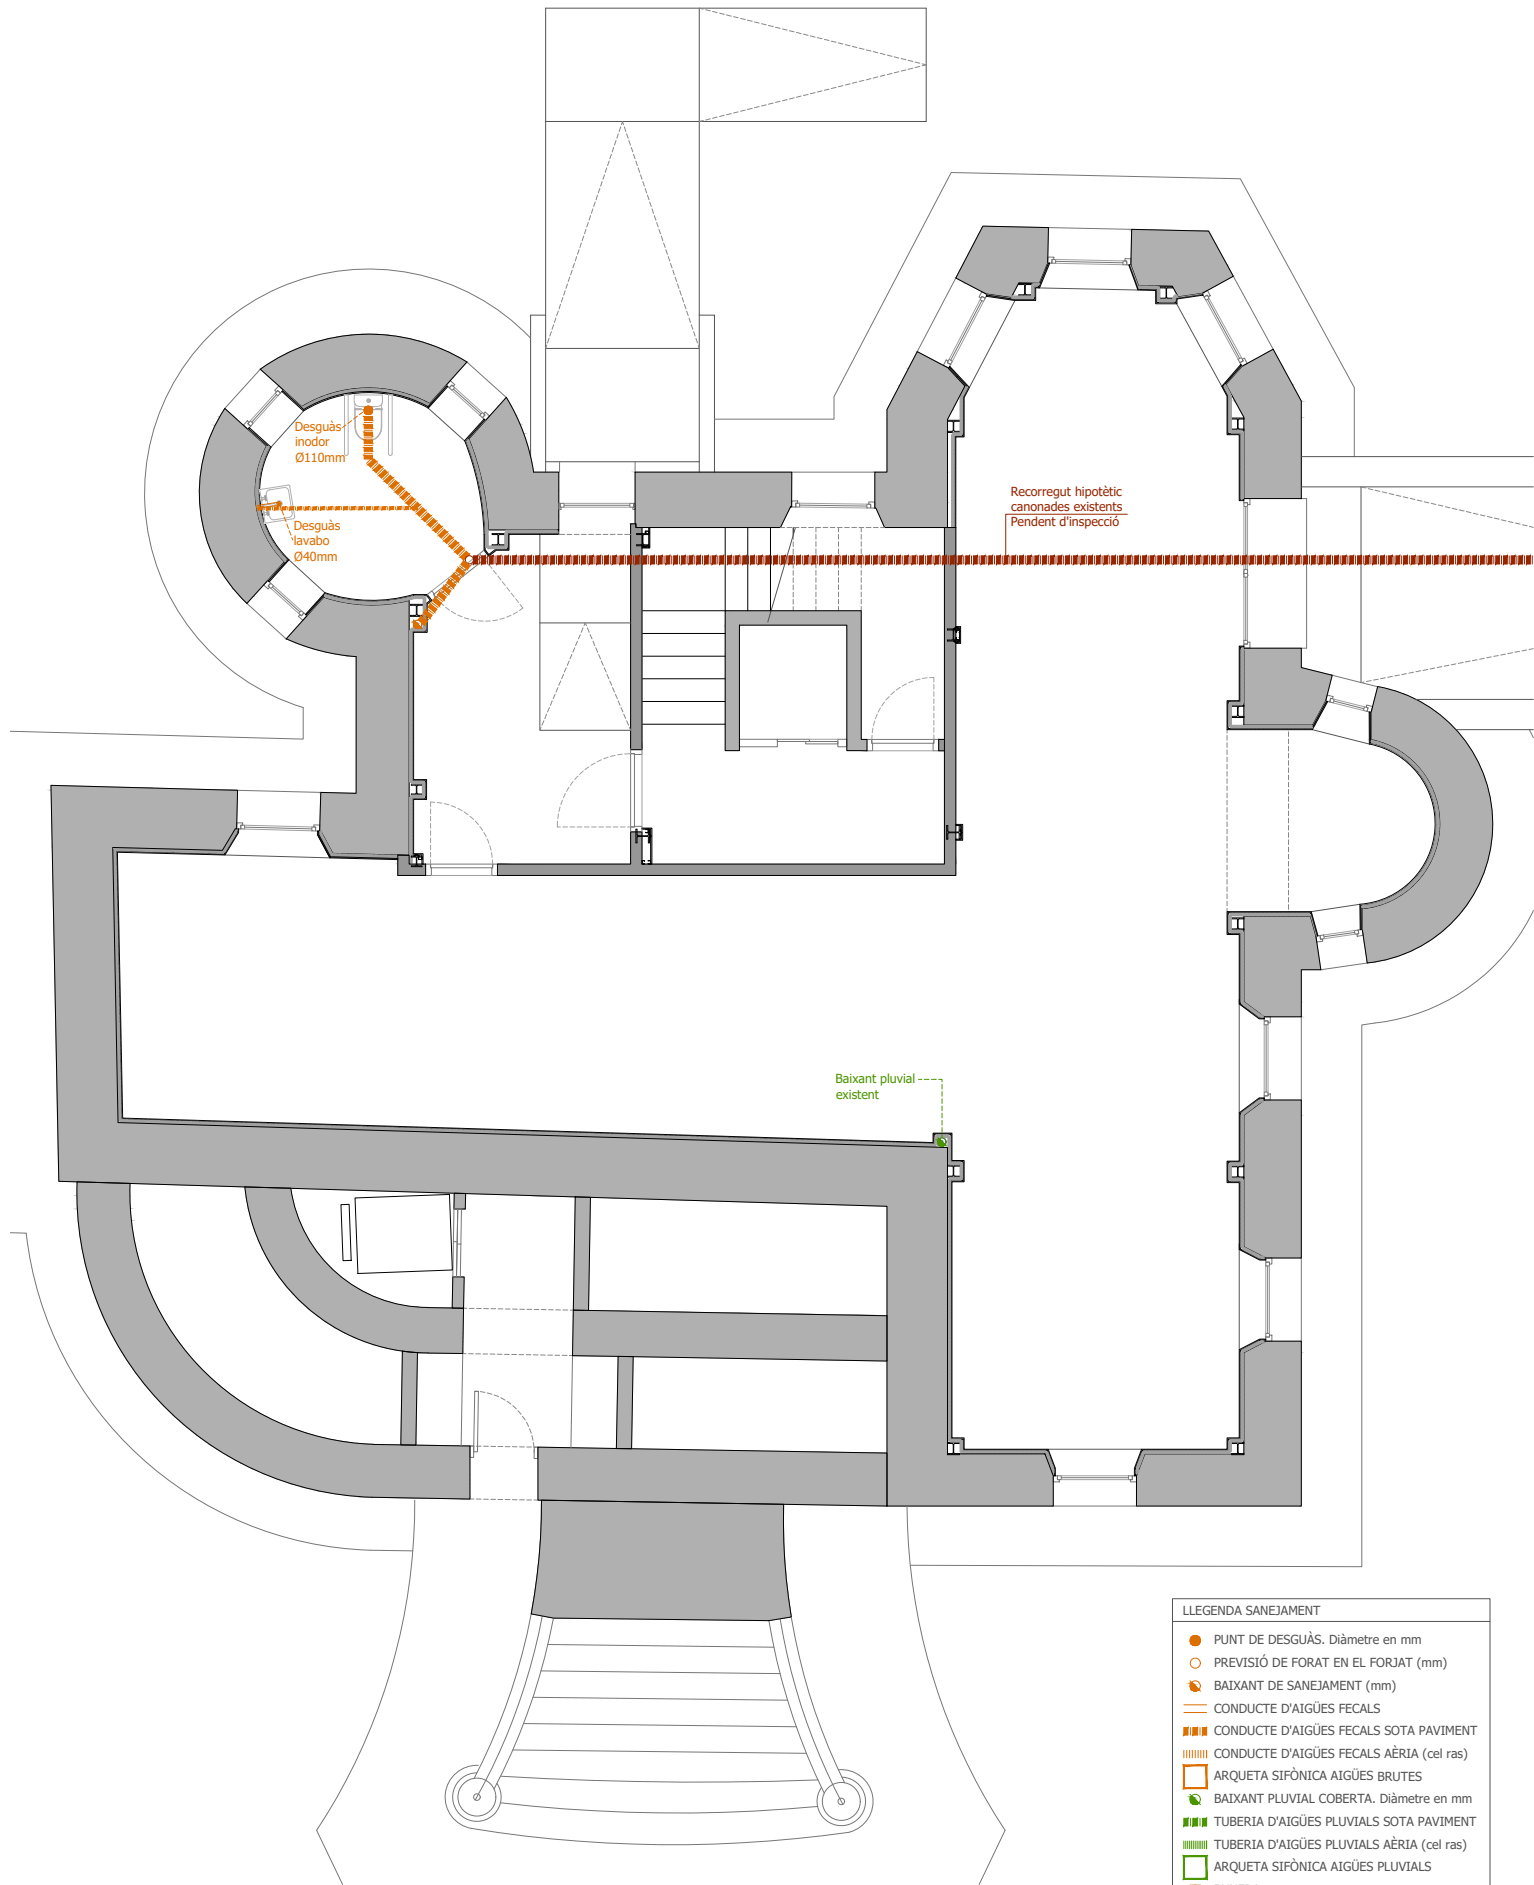 Desguàs
inodor
Ø110mm
Desguàs
lavabo
Ø40mm
Recorregut hipotètic
canonades existents
Pendent d'inspecció
Baixant pluvial
existent
LLEGENDA SANEJAMENT
PUNT DE DESGUÀS. Diàmetre en mm
PREVISIÓ DE FORAT EN EL FORJAT (mm)
BAIXANT DE SANEJAMENT (mm)
CONDUCTE D'AIGÜES FECALS
CONDUCTE D'AIGÜES FECALS SOTA PAVIMENT
CONDUCTE D'AIGÜES FECALS AÈRIA (cel ras)
ARQUETA SIFÒNICA AIGÜES BRUTES
BAIXANT PLUVIAL COBERTA. Diàmetre en mm
TUBERIA D'AIGÜES PLUVIALS SOTA PAVIMENT
TUBERIA D'AIGÜES PLUVIALS AÈRIA (cel ras)
ARQUETA SIFÒNICA AIGÜES PLUVIALS